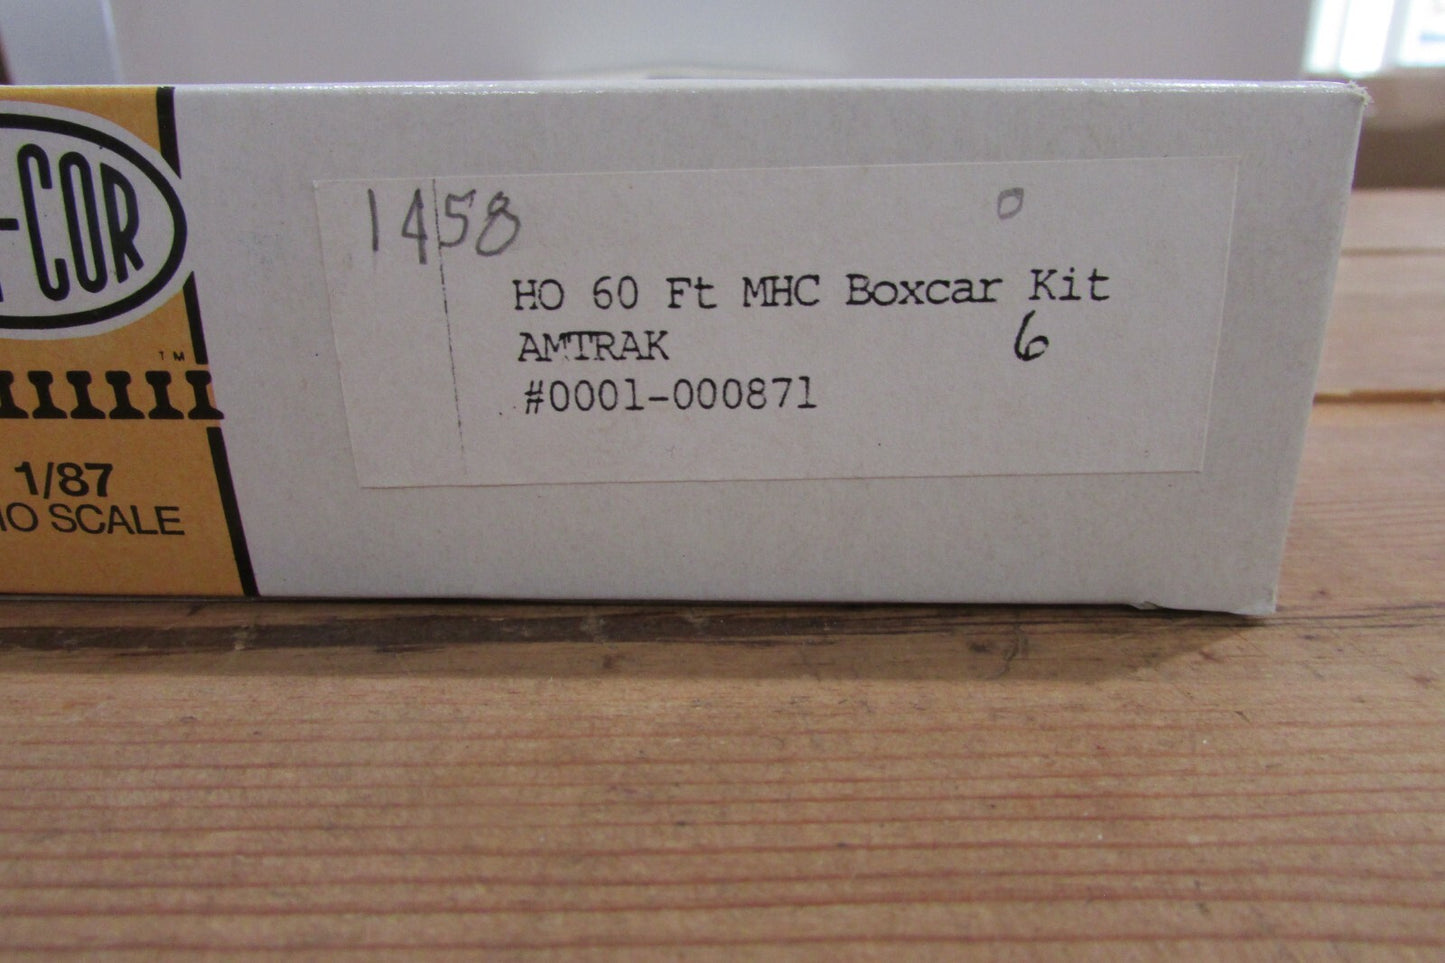 -COR
TM
1/87
HO SCALE
1458
0
HO 60 Ft MHC Boxcar Kit
AMTRAK
6
#0001-000871